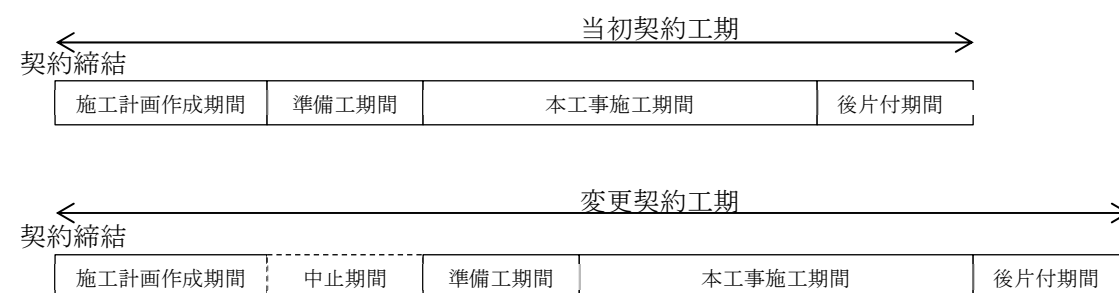 当初契約工期
契約締結
施工計画作成期間 準備工期間 本工事施工期間 後片付期間
変更契約工期
契約締結
施工計画作成期間 中止期間 準備工期間 本工事施工期間 後片付期間